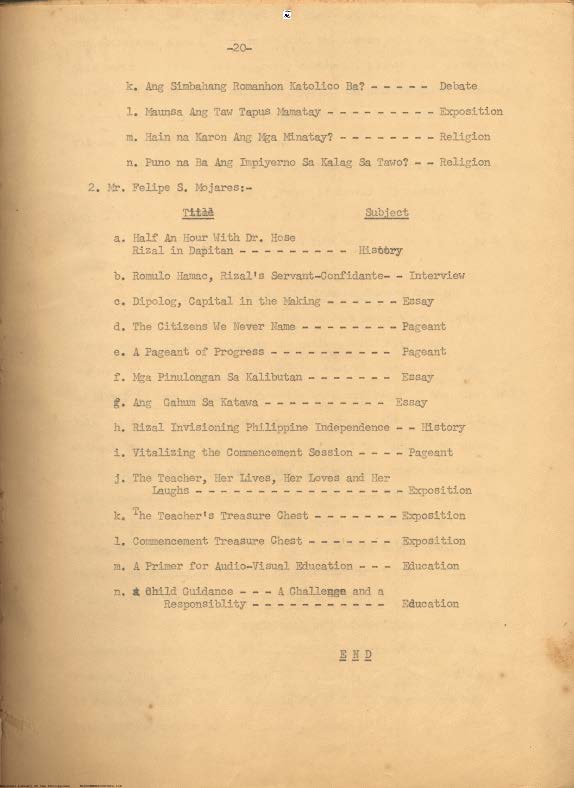 -20-
k. Ang Simbahang Romanhon Katolico Ba? - - - - - Debate
l. Maunsa Ang Taw Tapus Mamatay - - - - - - - - - Exposition
m. Hain na Karon Ang Mga Minatay? - - - - - - - - Religion
n. Puno na Ba Ang Impiyerno Sa Kalag Sa Tawo? - - Religion
2. Mr. Felipe S. Mojares:-
Title Subject
a. Half An Hour With Dr. Hose
Rizal in Dapitan - - - - - - - - - History
b. Romulo Hamac, Rizal's Servant-Confidante- - Interview
c. Dipolog, Capital in the Making - - - - - - Essay
d. The Citizens We Never Name - - - - - - - - Pageant
e. A Pageant of Progress - - - - - - - - - - Pageant
f. Mga Pinulongan Sa Kalibutan - - - - - - - Essay
g. Ang Gahum Sa Katawa - - - - - - - - - - Essay
h. Rizal Invisioning Philippine Independence - - History
i. Vitalizing the Commencement Session - - - - Pageant
j. The Teacher, Her Lives, Her Loves and Her
Laughs - - - - - - - - - - - - - - - - - Exposition
k. The Teacher's Treasure Chest - - - - - - - Exposition
l. Commencement Treasure Chest - - - - - - - Exposition
m. A Primer for Audio-Visual Education - - - Education
n. Child Guidance - - - A Challenge and a
Responsiblity - - - - - - - - - - - Education
E N D